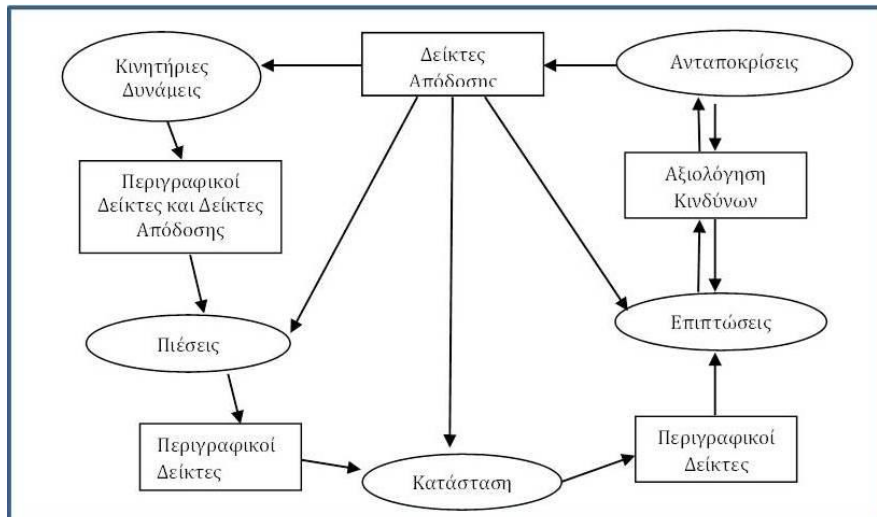 Κινητήριες
Δυνάμεις
Δείκτες
Απόδοσης
Ανταποκρίσεις
Περιγραφικοί
Δείκτες και Δείκτες
Απόδοσης
Αξιολόγηση
Κινδύνων
Πιέσεις
Επιπτώσεις
Περιγραφικοί
Δείκτες
Κατάσταση
Περιγραφικοί
Δείκτες